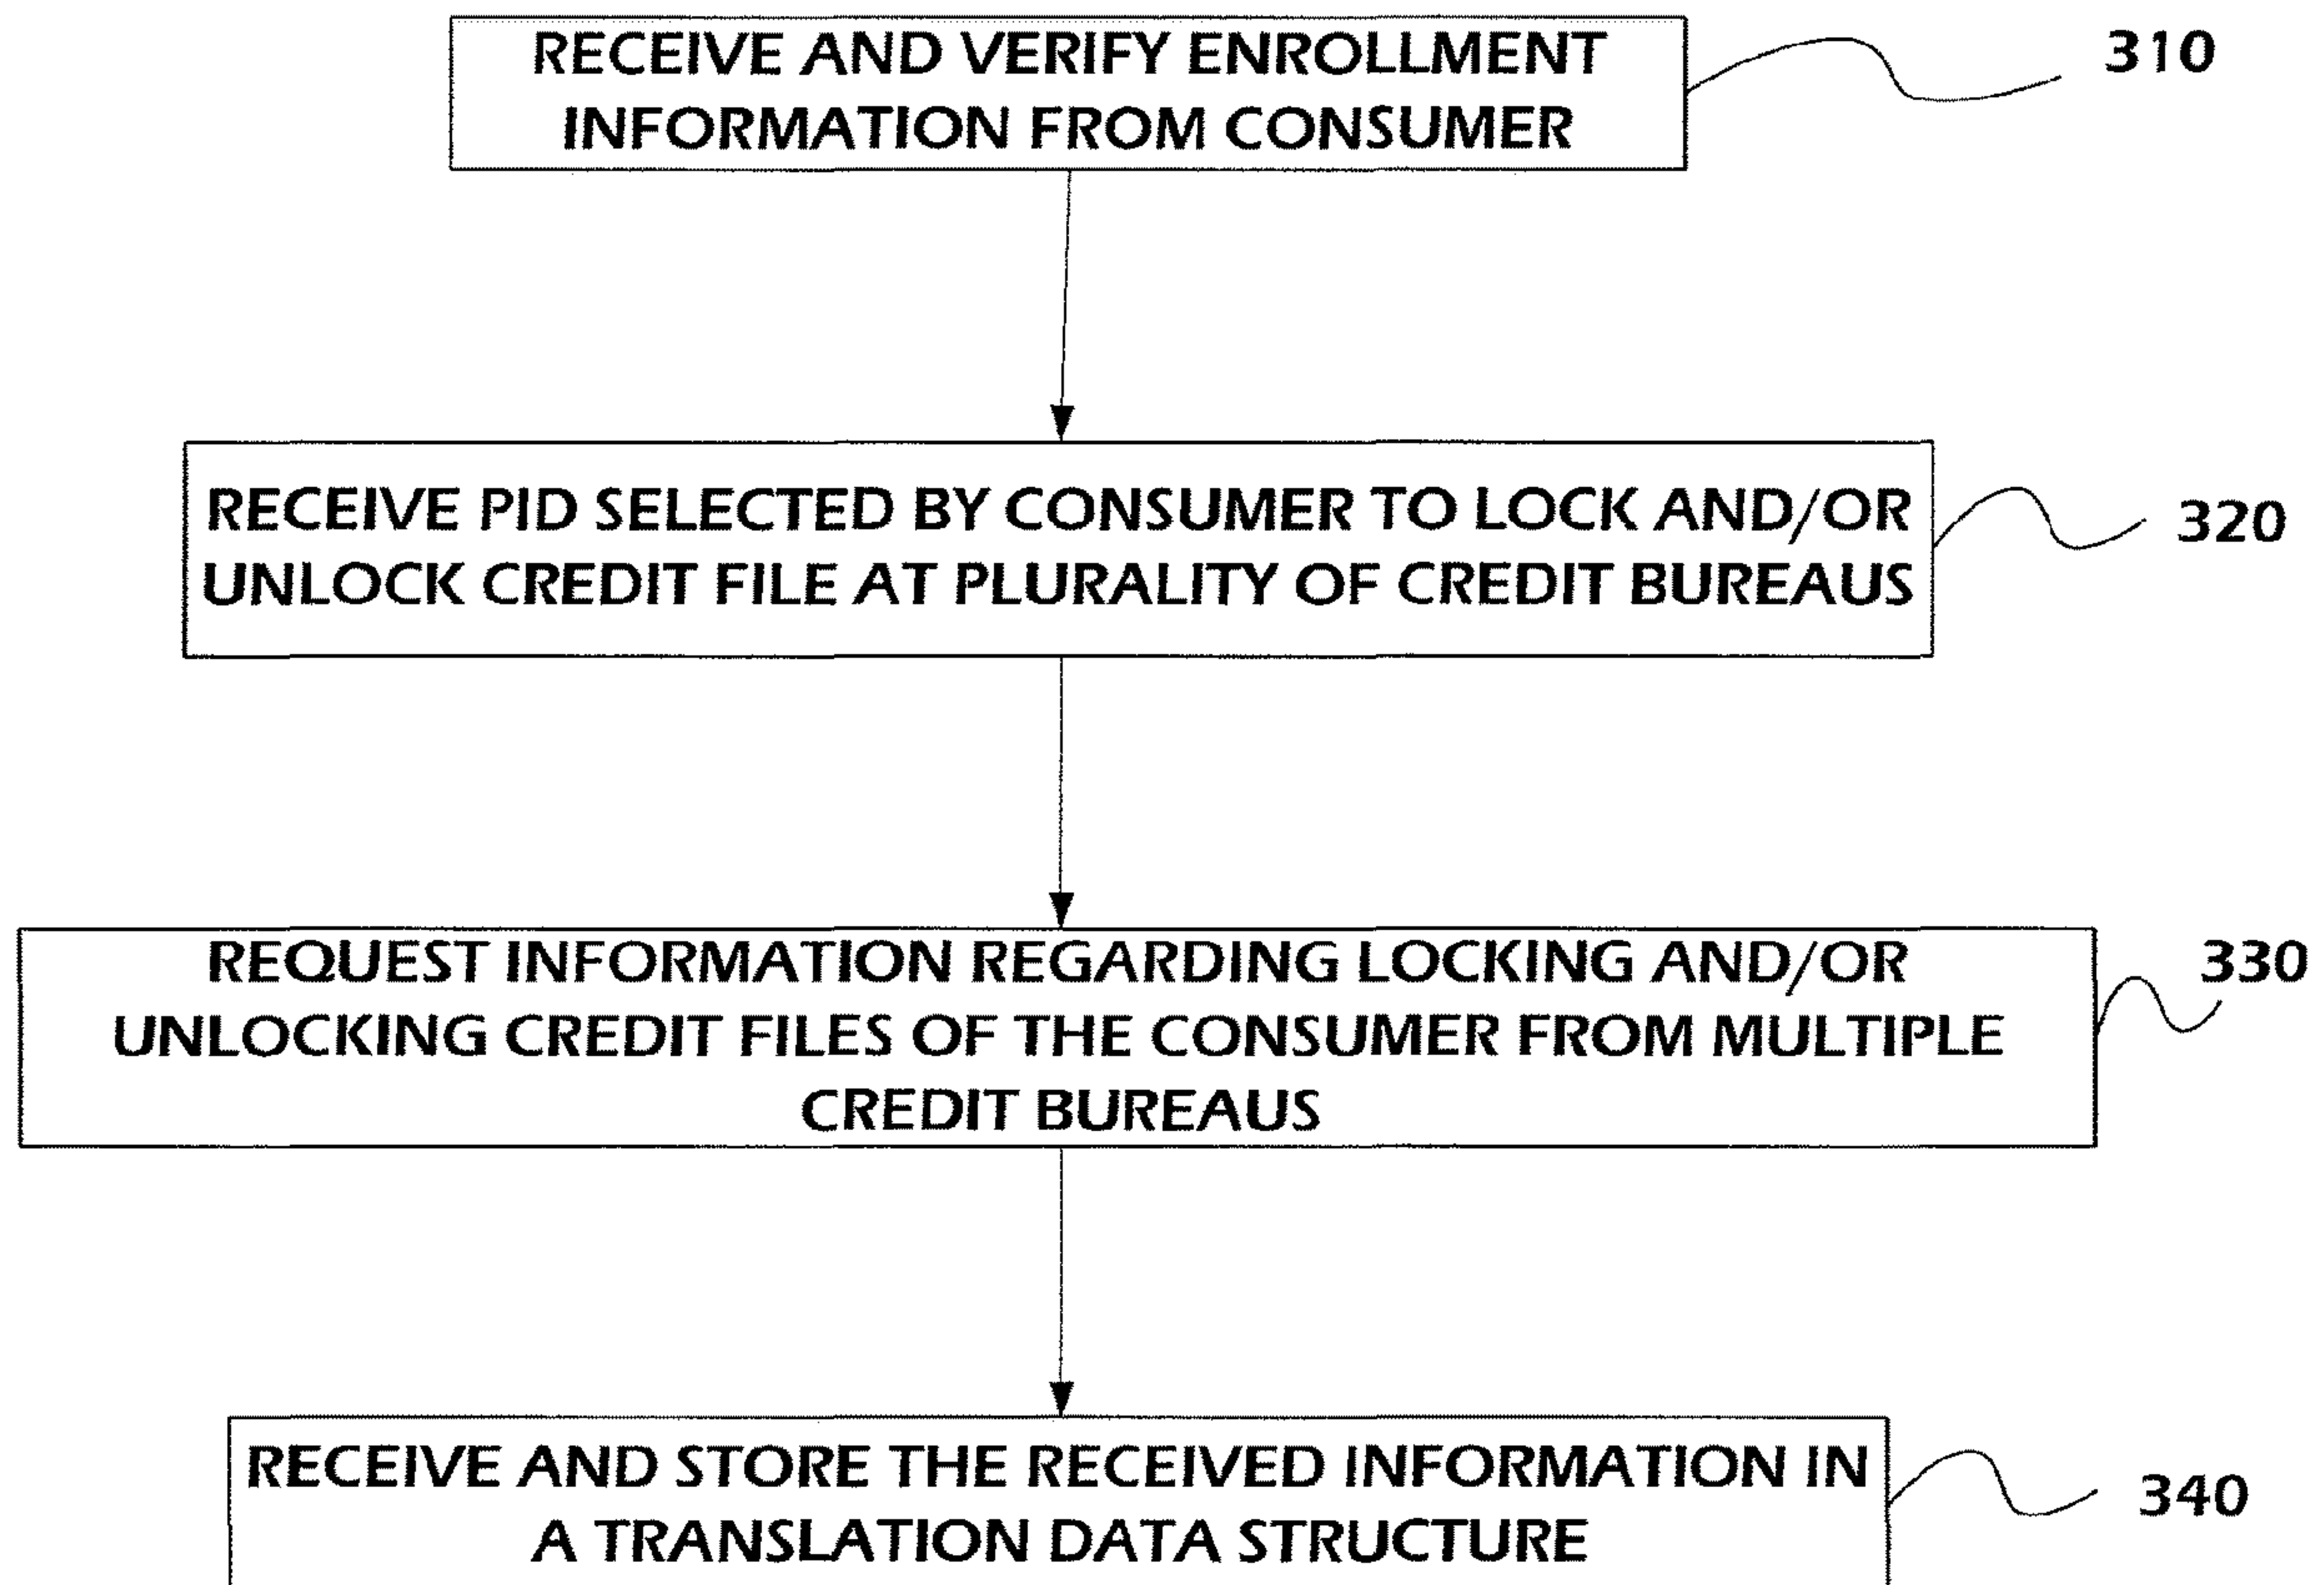 RECEIVE AND VERIFY ENROLLMENT
INFORMATION FROM CONSUMER
310
RECEIVE PID SELECTED BY CONSUMER TO LOCK AND/OR
UNLOCK CREDIT FILE AT PLURALITY OF CREDIT BUREAUS
320
REQUEST INFORMATION REGARDING LOCKING AND/OR
UNLOCKING CREDIT FILES OF THE CONSUMER FROM MULTIPLE
CREDIT BUREAUS
330
RECEIVE AND STORE THE RECEIVED INFORMATION IN
A TRANSLATION DATA STRUCTURE
340